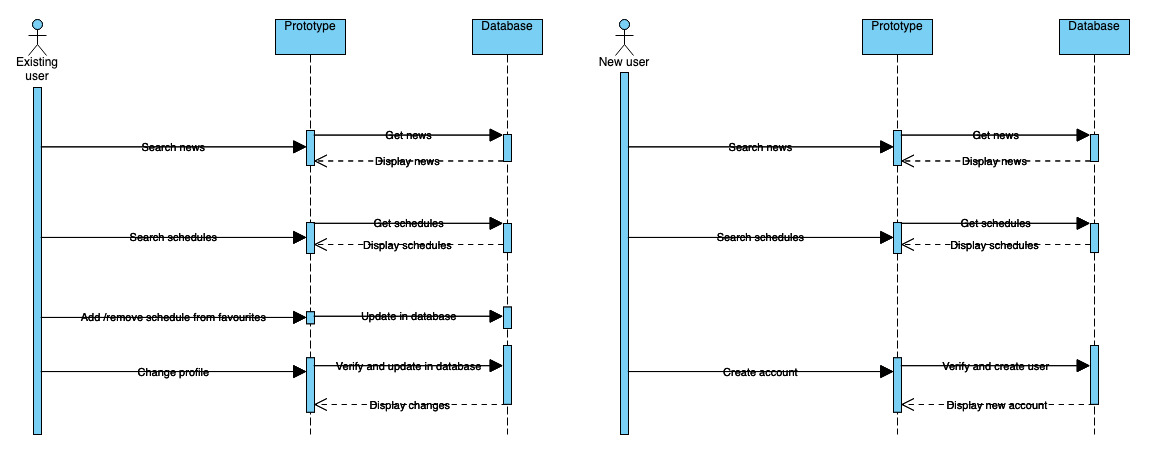 Prototype
Database
Existing
user
Get news
Search news
Display news
Get schedules
Search schedules
Display schedules
Add /remove schedule from favourites
Update in database
Verify and update in database
Change profile
Display changes
Prototype
Database
New user
Get news
Search news
Display news
Get schedules
Search schedules
Display schedules
Verify and create user
Create account
Display new account